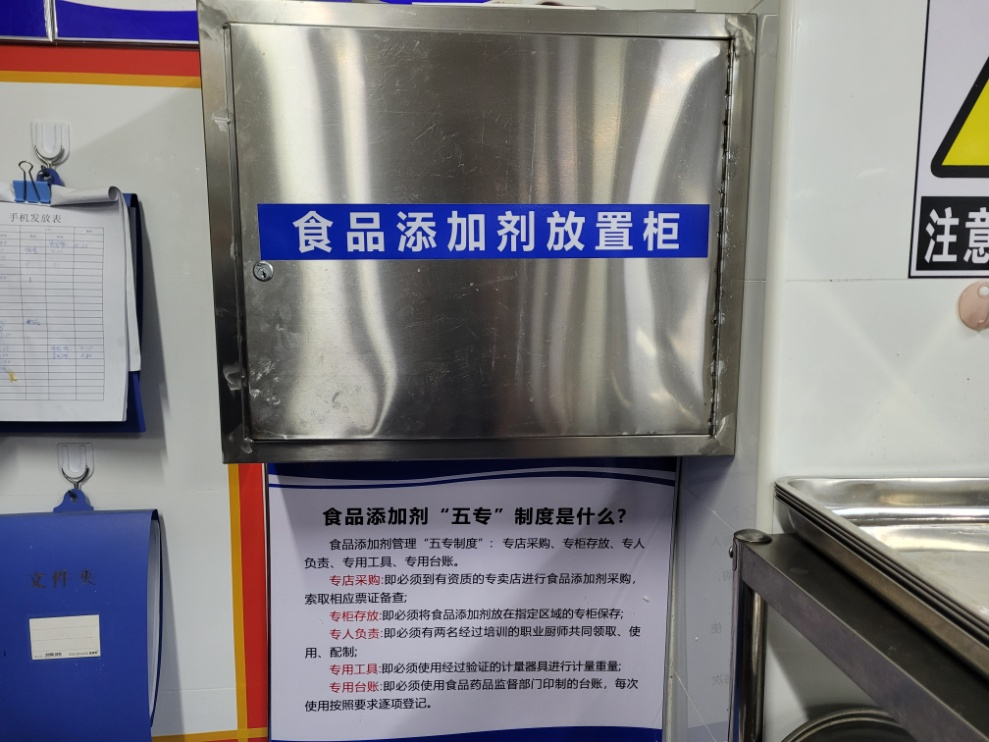 食品添加剂放置柜
手机发放表
注意
文件夹
食品添加剂“五专”制度是什么?
食品添加剂管理“五专制度”：专店采购、专柜存放、专人
负责、专用工具、专用台账。
专店采购:即必须到有资质的专卖店进行食品添加剂采购，
索取相应票证备查;
专柜存放:即必须将食品添加剂放在指定区域的专柜保存;
专人负责:即必须有两名经过培训的职业厨师共同领取、使
用、配制;
专用工具:即必须使用经过验证的计量器具进行计量重量;
专用台账:即必须使用食品药品监督部门印制的台账，每次
使用按照要求逐项登记。